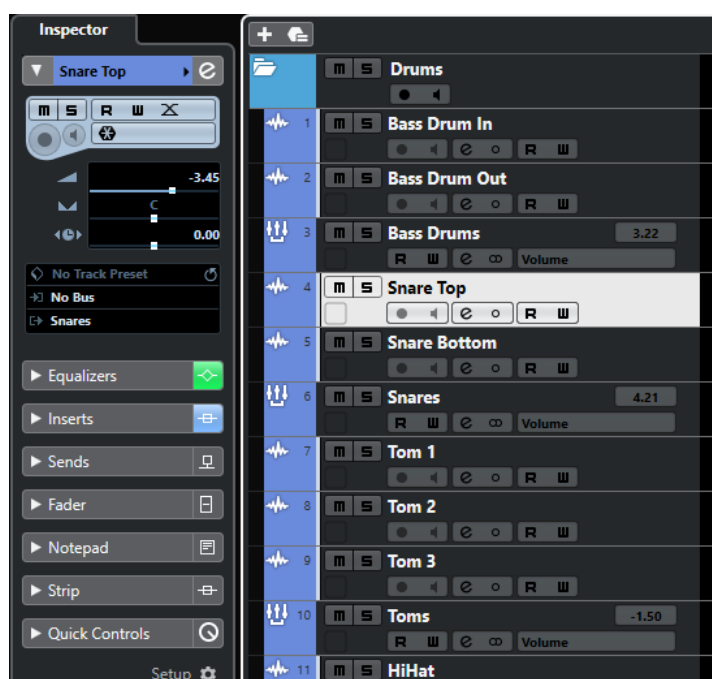 Inspector
Snare Top
m S R W
-3.45
C
0.00
No Track Preset
No Bus
Snares
Equalizers
Inserts
Sends
Fader
Notepad
Strip
Quick Controls
Setup
m S Drums
1 m S Bass Drum In
e R W
2 m S Bass Drum Out
e R W
3 m S Bass Drums 3.22
R W e Volume
4 m S Snare Top
e R W
5 m S Snare Bottom
e R W
6 m S Snares 4.21
R W e Volume
7 m S Tom 1
e R W
8 m S Tom 2
e R W
9 m S Tom 3
e R W
10 m S Toms -1.50
R W e Volume
11 m S HiHat